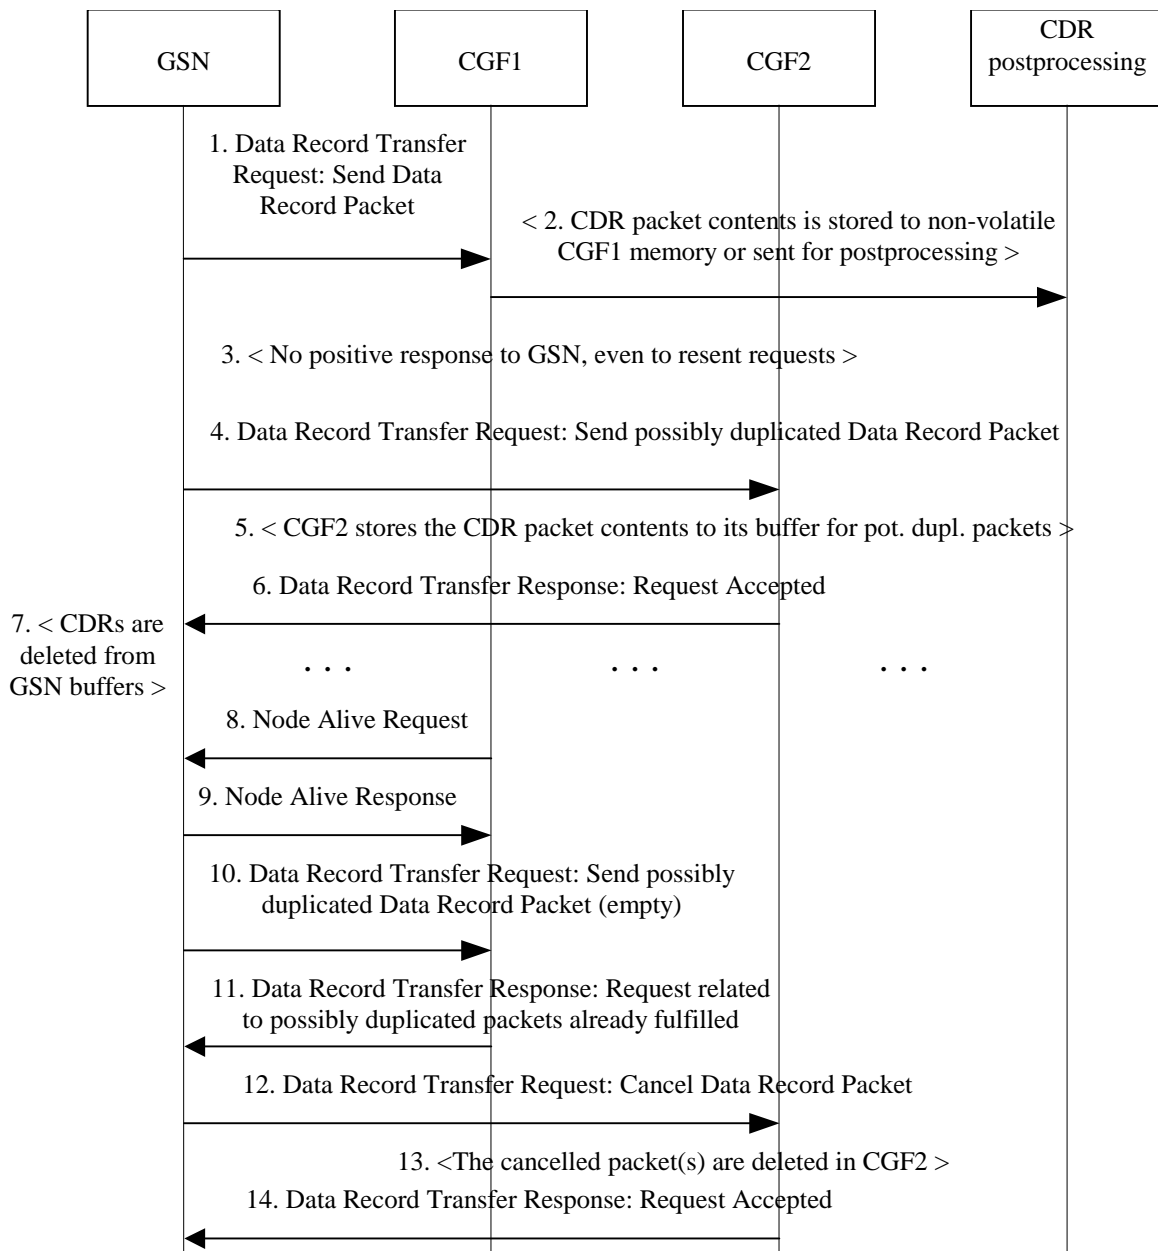 GSN
CGF1
CGF2
CDR
postprocessing
1. Data Record Transfer
Request: Send Data
Record Packet
< 2. CDR packet contents is stored to non-volatile
CGF1 memory or sent for postprocessing >
3. < No positive response to GSN, even to resent requests >
4. Data Record Transfer Request: Send possibly duplicated Data Record Packet
5. < CGF2 stores the CDR packet contents to its buffer for pot. dupl. packets >
6. Data Record Transfer Response: Request Accepted
7. < CDRs are
deleted from
GSN buffers >
. . .
. . .
. . .
8. Node Alive Request
9. Node Alive Response
10. Data Record Transfer Request: Send possibly
duplicated Data Record Packet (empty)
11. Data Record Transfer Response: Request related
to possibly duplicated packets already fulfilled
12. Data Record Transfer Request: Cancel Data Record Packet
13. <The cancelled packet(s) are deleted in CGF2 >
14. Data Record Transfer Response: Request Accepted